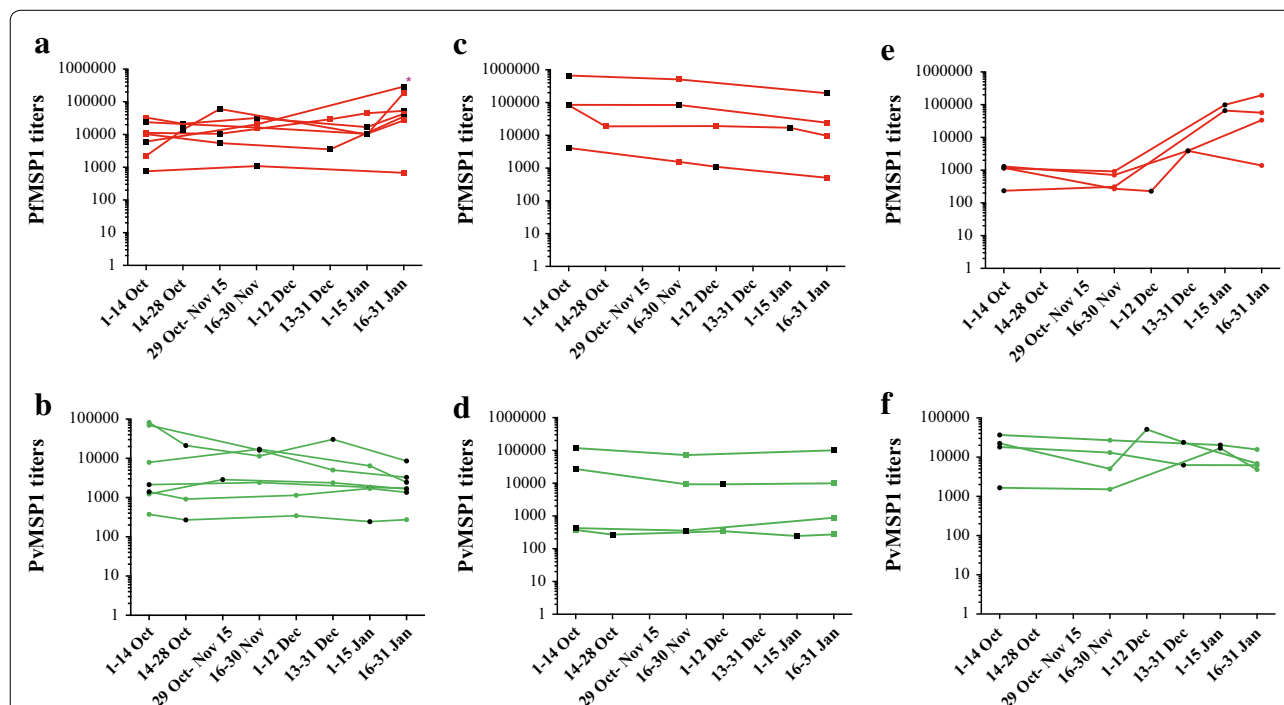 a
PfMSP1 titers
1000000
100000
10000
1000
100
10
1
*
1-14 Oct
14-28 Oct
29 Oct- Nov 15
16-30 Nov
1-12 Dec
13-31 Dec
1-15 Jan
16-31 Jan
c
PfMSP1 titers
1000000
100000
10000
1000
100
10
1
1-14 Oct
14-28 Oct
29 Oct- Nov 15
16-30 Nov
1-12 Dec
13-31 Dec
1-15 Jan
16-31 Jan
e
PfMSP1 titers
1000000
100000
10000
1000
100
10
1
1-14 Oct
14-28 Oct
29 Oct- Nov 15
16-30 Nov
1-12 Dec
13-31 Dec
1-15 Jan
16-31 Jan
b
PvMSP1 titers
100000
10000
1000
100
10
1
1-14 Oct
14-28 Oct
29 Oct- Nov 15
16-30 Nov
1-12 Dec
13-31 Dec
1-15 Jan
16-31 Jan
d
PvMSP1 titers
1000000
100000
10000
1000
100
10
1
1-14 Oct
14-28 Oct
29 Oct- Nov 15
16-30 Nov
1-12 Dec
13-31 Dec
1-15 Jan
16-31 Jan
f
PvMSP1 titers
100000
10000
1000
100
10
1
1-14 Oct
14-28 Oct
29 Oct- Nov 15
16-30 Nov
1-12 Dec
13-31 Dec
1-15 Jan
16-31 Jan